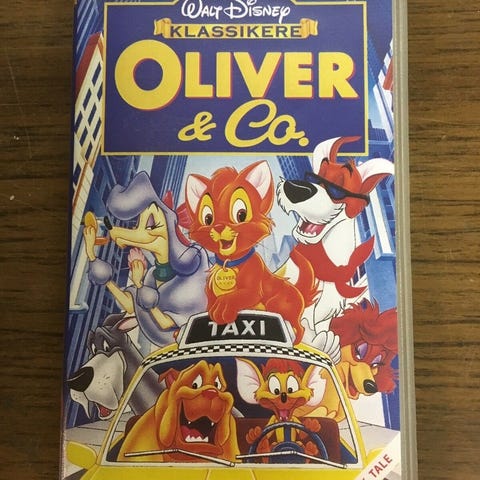 WALT DISNEY
KLASSIKERE
OLIVER
& Co.
OLIVER
TAXI
TALE